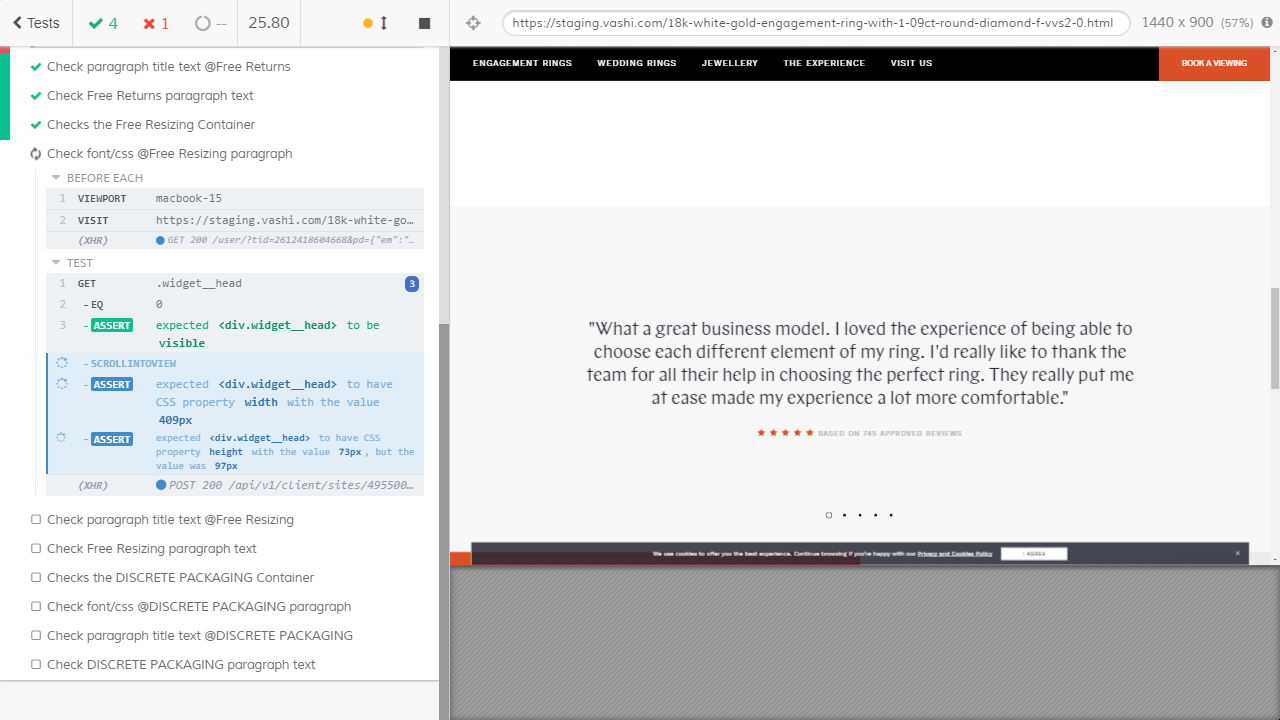 Tests 4 1 -- 25.80
https://staging.vashi.com/18k-white-gold-engagement-ring-with-1-09ct-round-diamond-f-vvs2-0.html 1440 x 900 (57%)
Check paragraph title text @Free Returns
Check Free Returns paragraph text
Checks the Free Resizing Container
Check font/css @Free Resizing paragraph
BEFORE EACH
1 VIEWPORT macbook-15
2 VISIT https://staging.vashi.com/18k-white-go…
(XHR) GET 200 /user/?tid=2612418604668&pd={"em":"…
TEST
1 GET .widget__head 3
2 -EQ 0
3 -ASSERT expected <div.widget__head> to be
visible
-SCROLLINTOVIEW
-ASSERT expected <div.widget__head> to have
CSS property width with the value
409px
-ASSERT expected <div.widget__head> to have CSS
property height with the value 73px, but the
value was 97px
(XHR) POST 200 /api/v1/client/sites/495500…
Check paragraph title text @Free Resizing
Check Free Resizing paragraph text
Checks the DISCRETE PACKAGING Container
Check font/css @DISCRETE PACKAGING paragraph
Check paragraph title text @DISCRETE PACKAGING
Check DISCRETE PACKAGING paragraph text
ENGAGEMENT RINGS WEDDING RINGS JEWELLERY THE EXPERIENCE VISIT US BOOK A VIEWING
"What a great business model. I loved the experience of being able to
choose each different element of my ring. I'd really like to thank the
team for all their help in choosing the perfect ring. They really put me
at ease made my experience a lot more comfortable."
BASED ON 745 APPROVED REVIEWS
We use cookies to offer you the best experience. Continue browsing if you're happy with our Privacy and Cookies Policy I AGREE ×